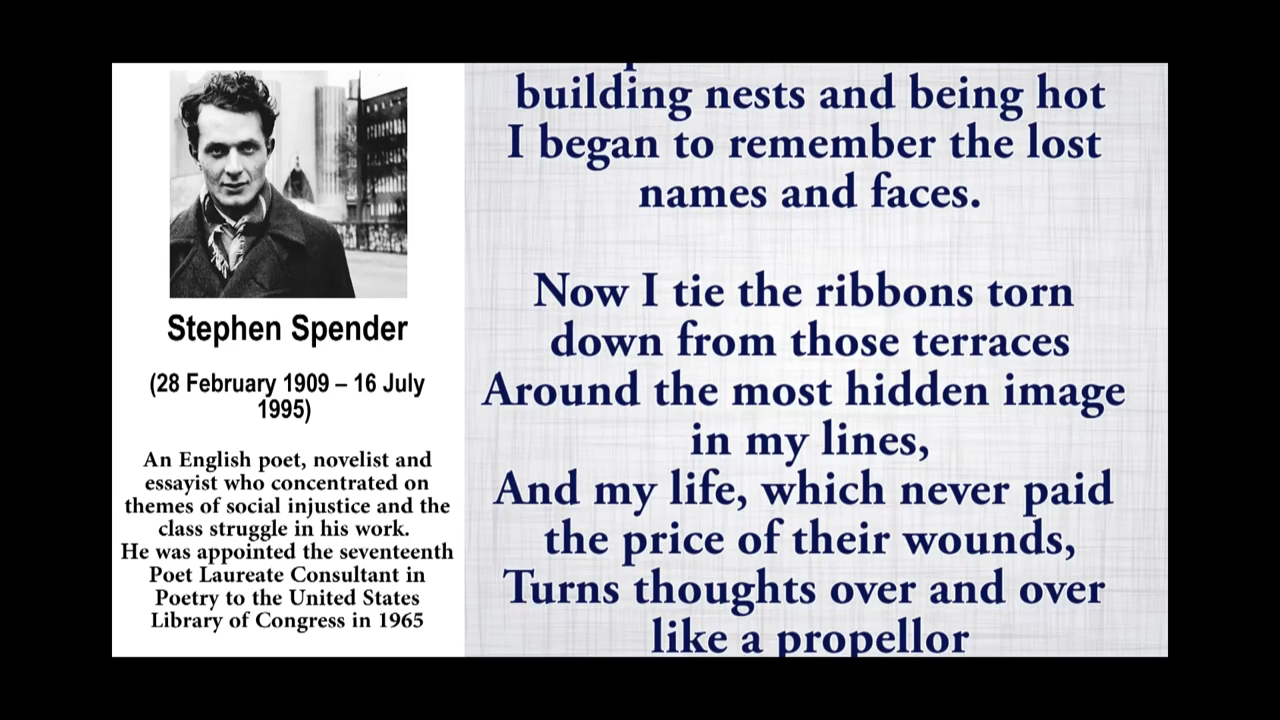 Stephen Spender
(28 February 1909 – 16 July
1995)
An English poet, novelist and
essayist who concentrated on
themes of social injustice and the
class struggle in his work.
He was appointed the seventeenth
Poet Laureate Consultant in
Poetry to the United States
Library of Congress in 1965
building nests and being hot
I began to remember the lost
names and faces.
Now I tie the ribbons torn
down from those terraces
Around the most hidden image
in my lines,
And my life, which never paid
the price of their wounds,
Turns thoughts over and over
like a propellor